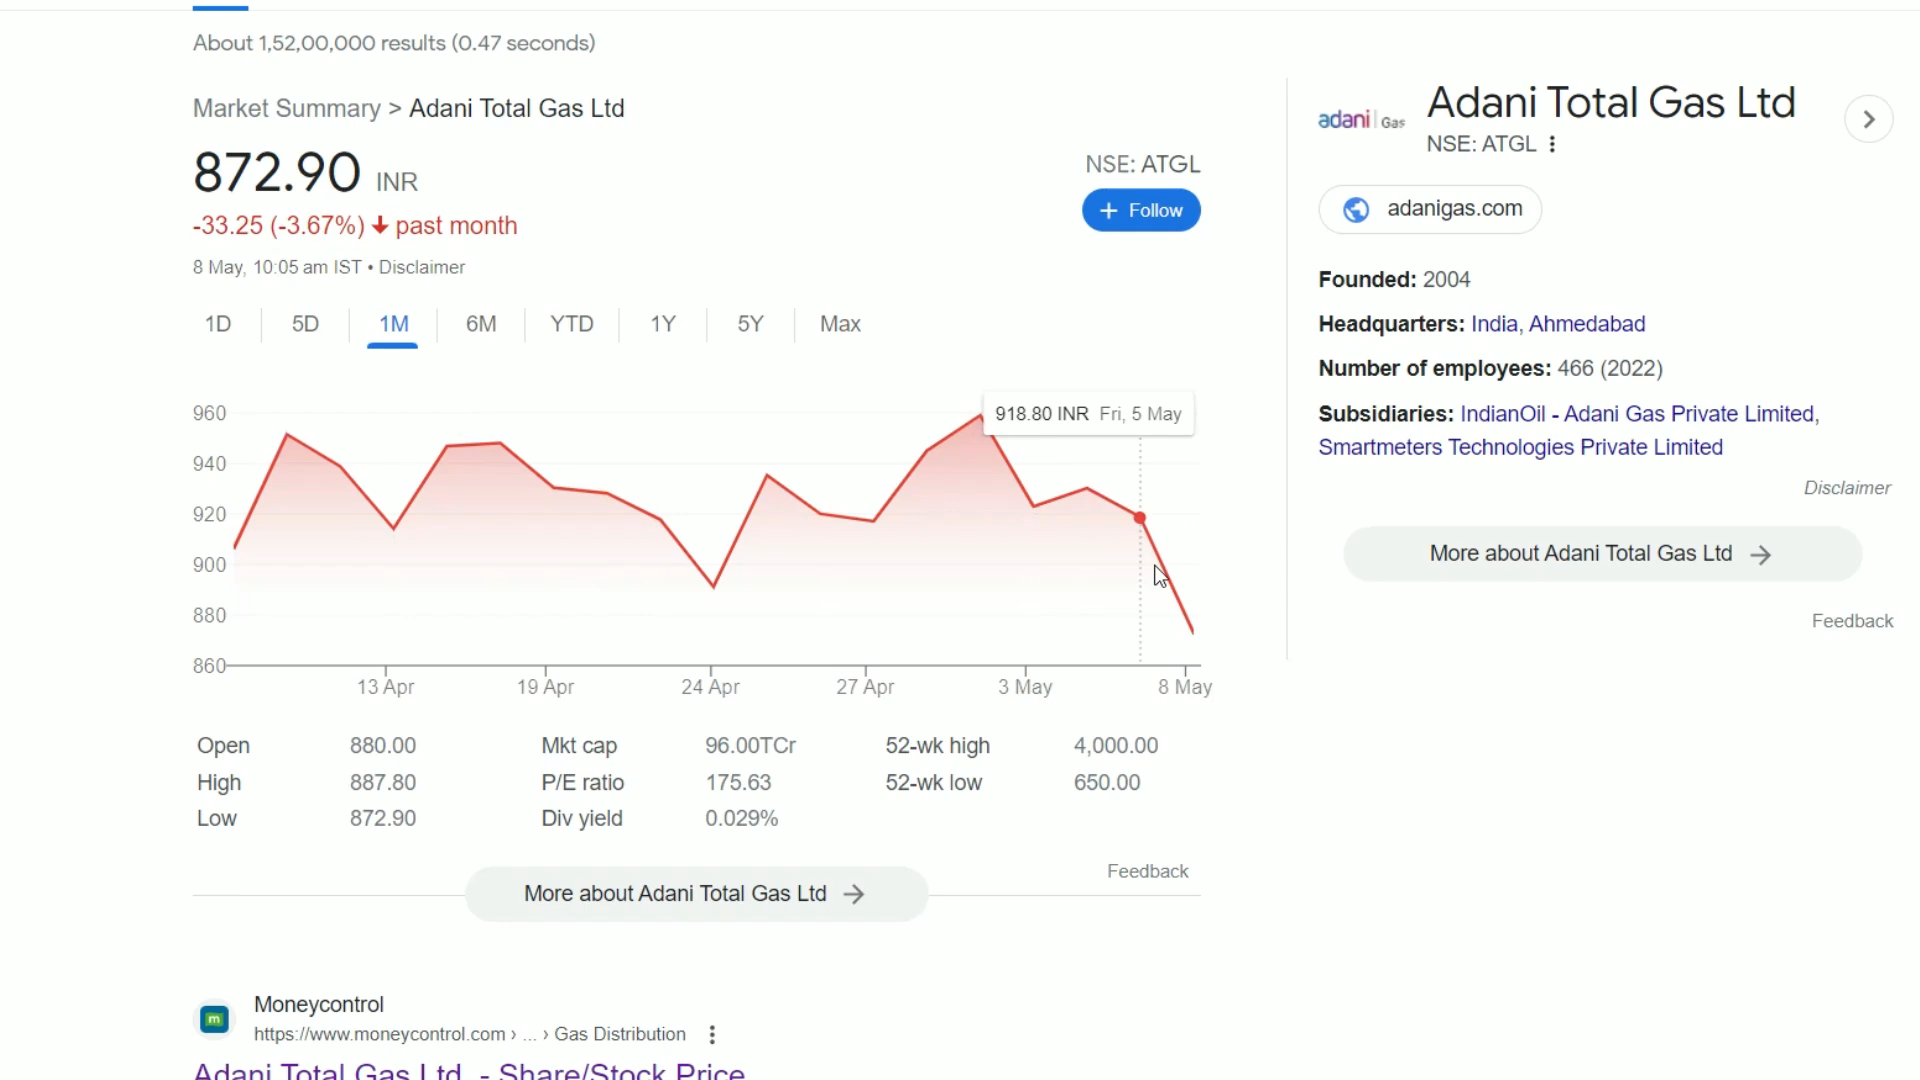 About 1,52,00,000 results (0.47 seconds)
Market Summary > Adani Total Gas Ltd
872.90 INR
-33.25 (-3.67%) past month
8 May, 10:05 am IST • Disclaimer
NSE: ATGL
+ Follow
1D 5D 1M 6M YTD 1Y 5Y Max
918.80 INR Fri, 5 May
960
940
920
900
880
860
13 Apr 19 Apr 24 Apr 27 Apr 3 May 8 May
Open 880.00 Mkt cap 96.00TCr 52-wk high 4,000.00
High 887.80 P/E ratio 175.63 52-wk low 650.00
Low 872.90 Div yield 0.029%
Feedback
More about Adani Total Gas Ltd →
Moneycontrol
https://www.moneycontrol.com › ... › Gas Distribution
Adani Total Gas Ltd. - Share/Stock Price
adani Gas
Adani Total Gas Ltd
NSE: ATGL
adanigas.com
Founded: 2004
Headquarters: India, Ahmedabad
Number of employees: 466 (2022)
Subsidiaries: IndianOil - Adani Gas Private Limited,
Smartmeters Technologies Private Limited
Disclaimer
More about Adani Total Gas Ltd →
Feedback